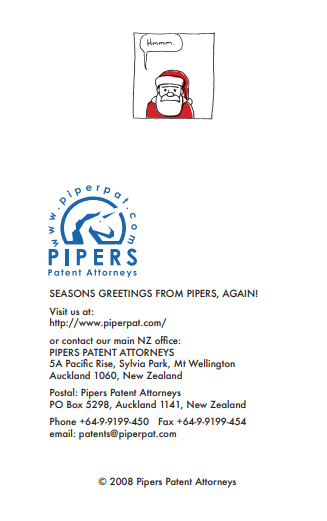 Hmmm.
www.piperpat.com
PIPERS
Patent Attorneys
SEASONS GREETINGS FROM PIPERS, AGAIN!
Visit us at:
http://www.piperpat.com/
or contact our main NZ office:
PIPERS PATENT ATTORNEYS
5A Pacific Rise, Sylvia Park, Mt Wellington
Auckland 1060, New Zealand
Postal: Pipers Patent Attorneys
PO Box 5298, Auckland 1141, New Zealand
Phone +64-9-9199-450 Fax +64-9-9199-454
email: patents@piperpat.com
© 2008 Pipers Patent Attorneys